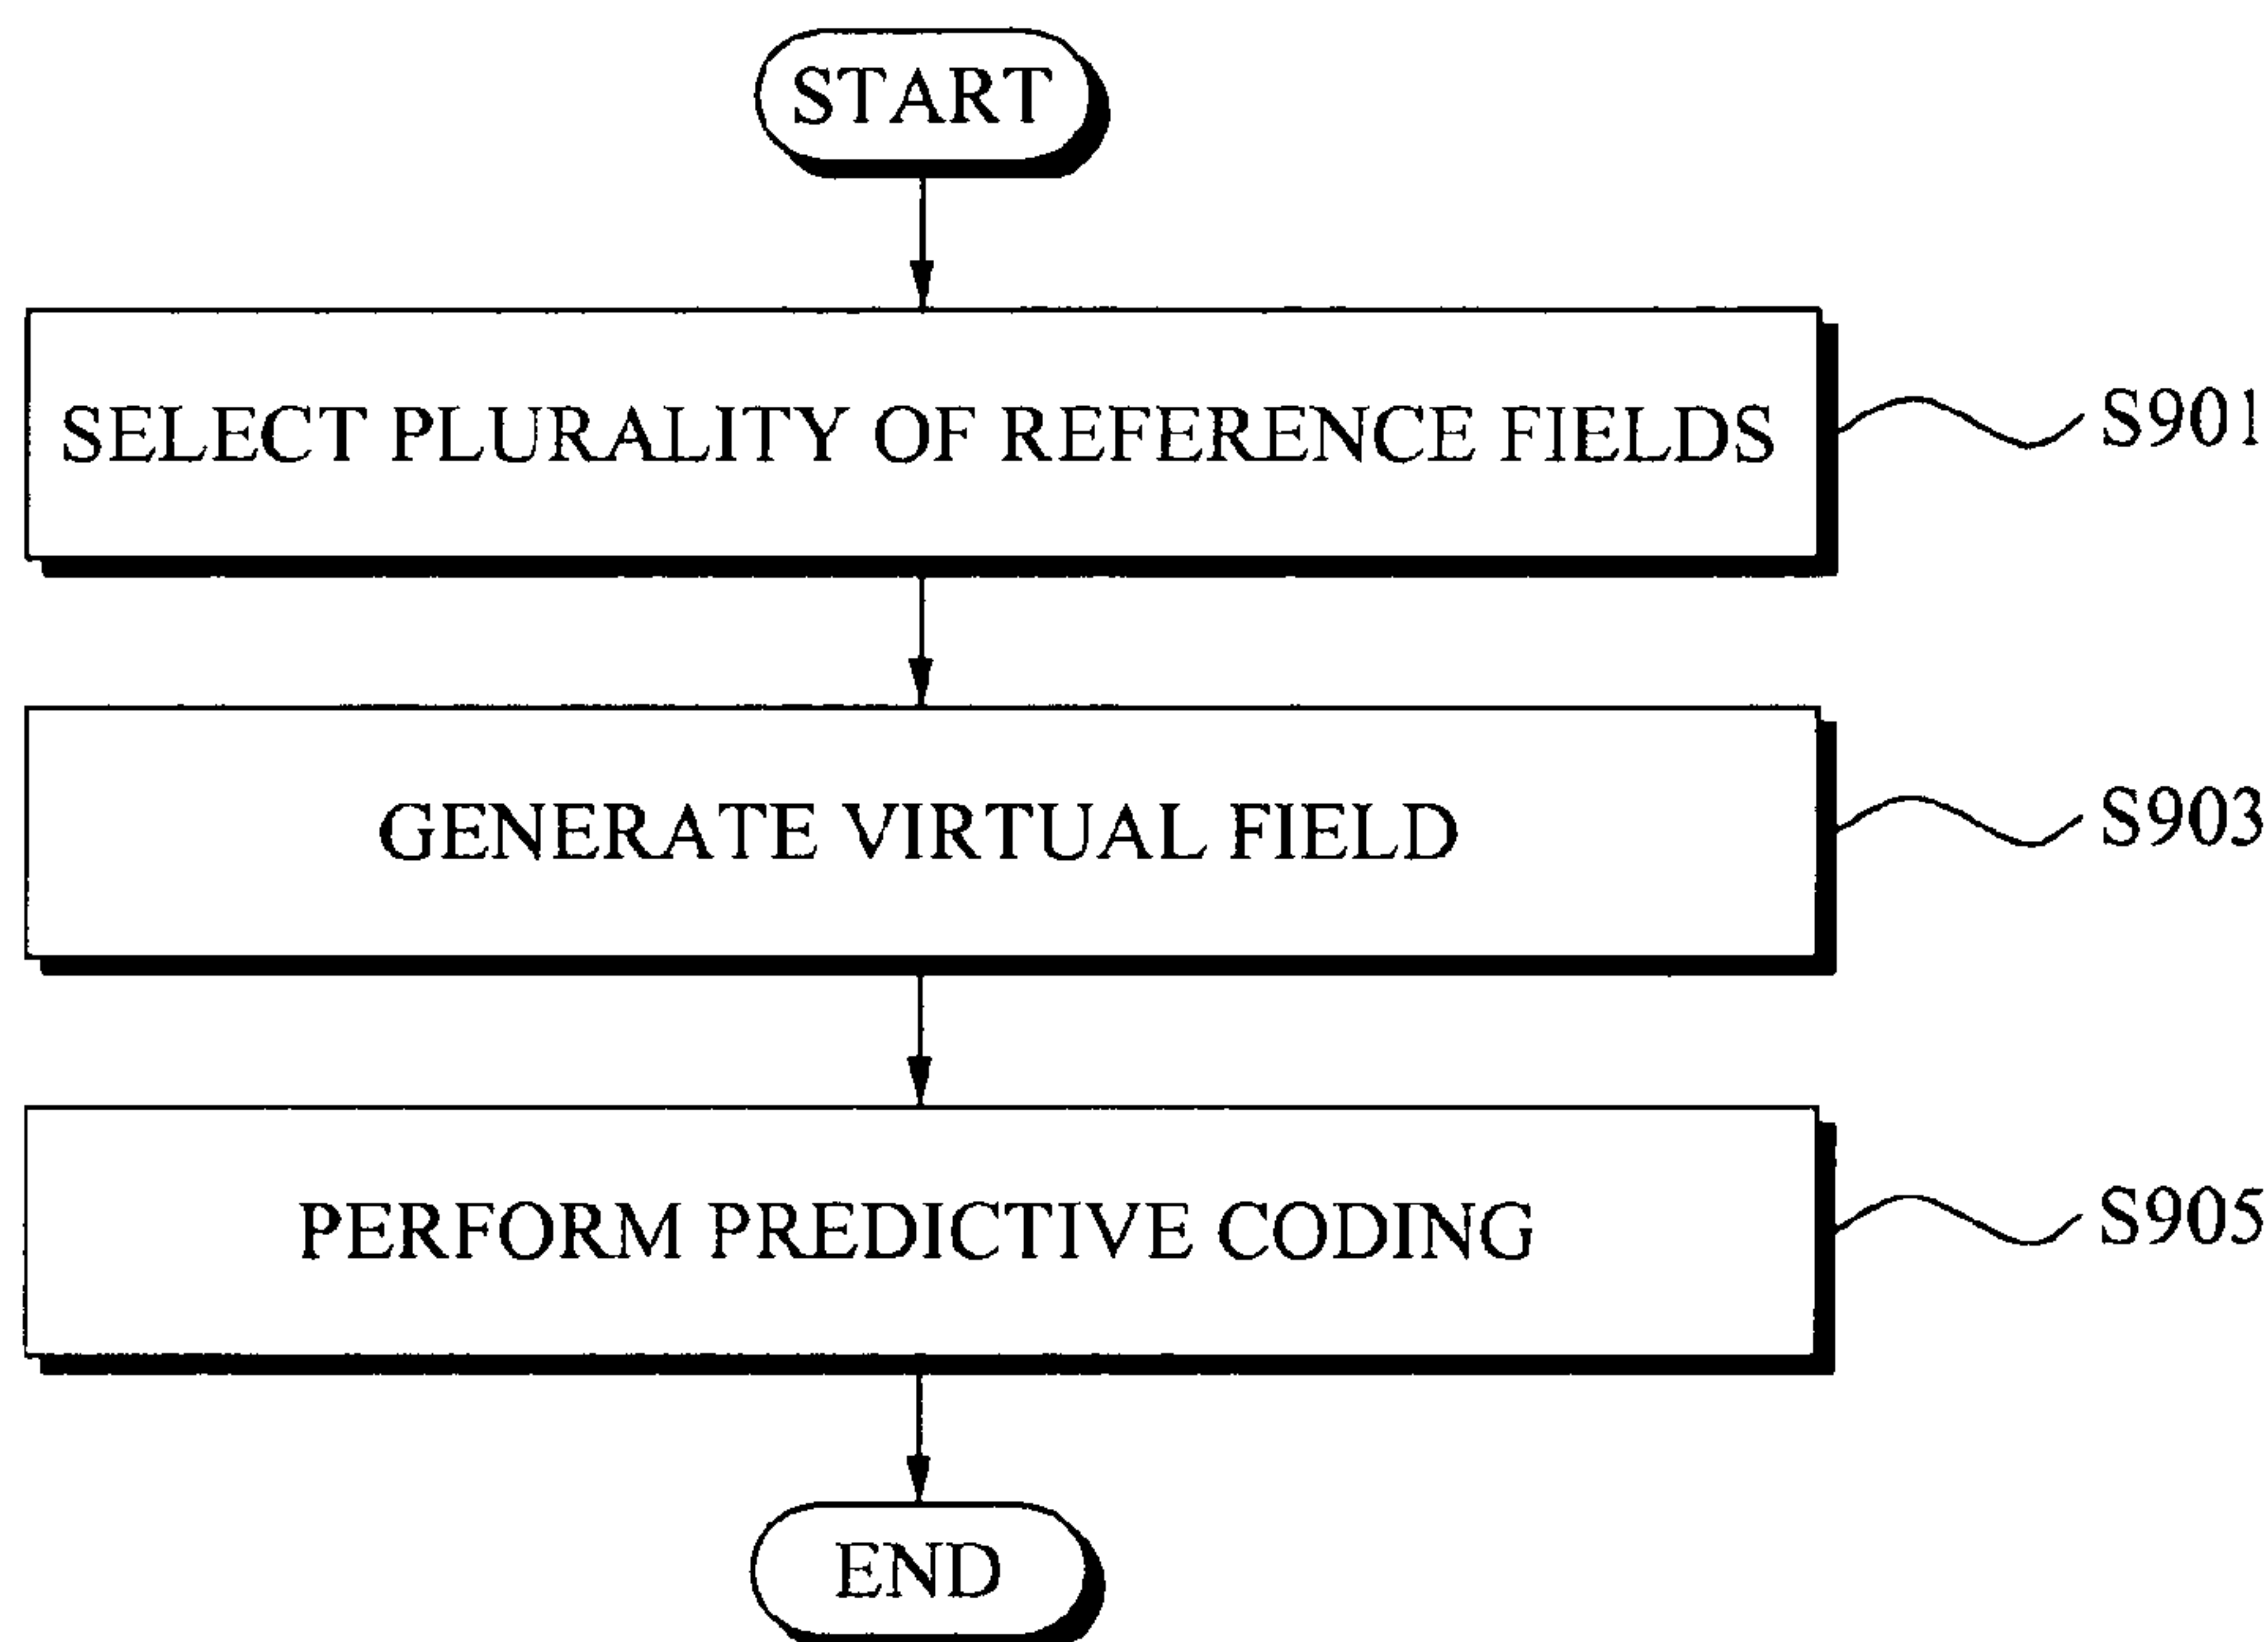 START
SELECT PLURALITY OF REFERENCE FIELDS
S901
GENERATE VIRTUAL FIELD
S903
PERFORM PREDICTIVE CODING
S905
END